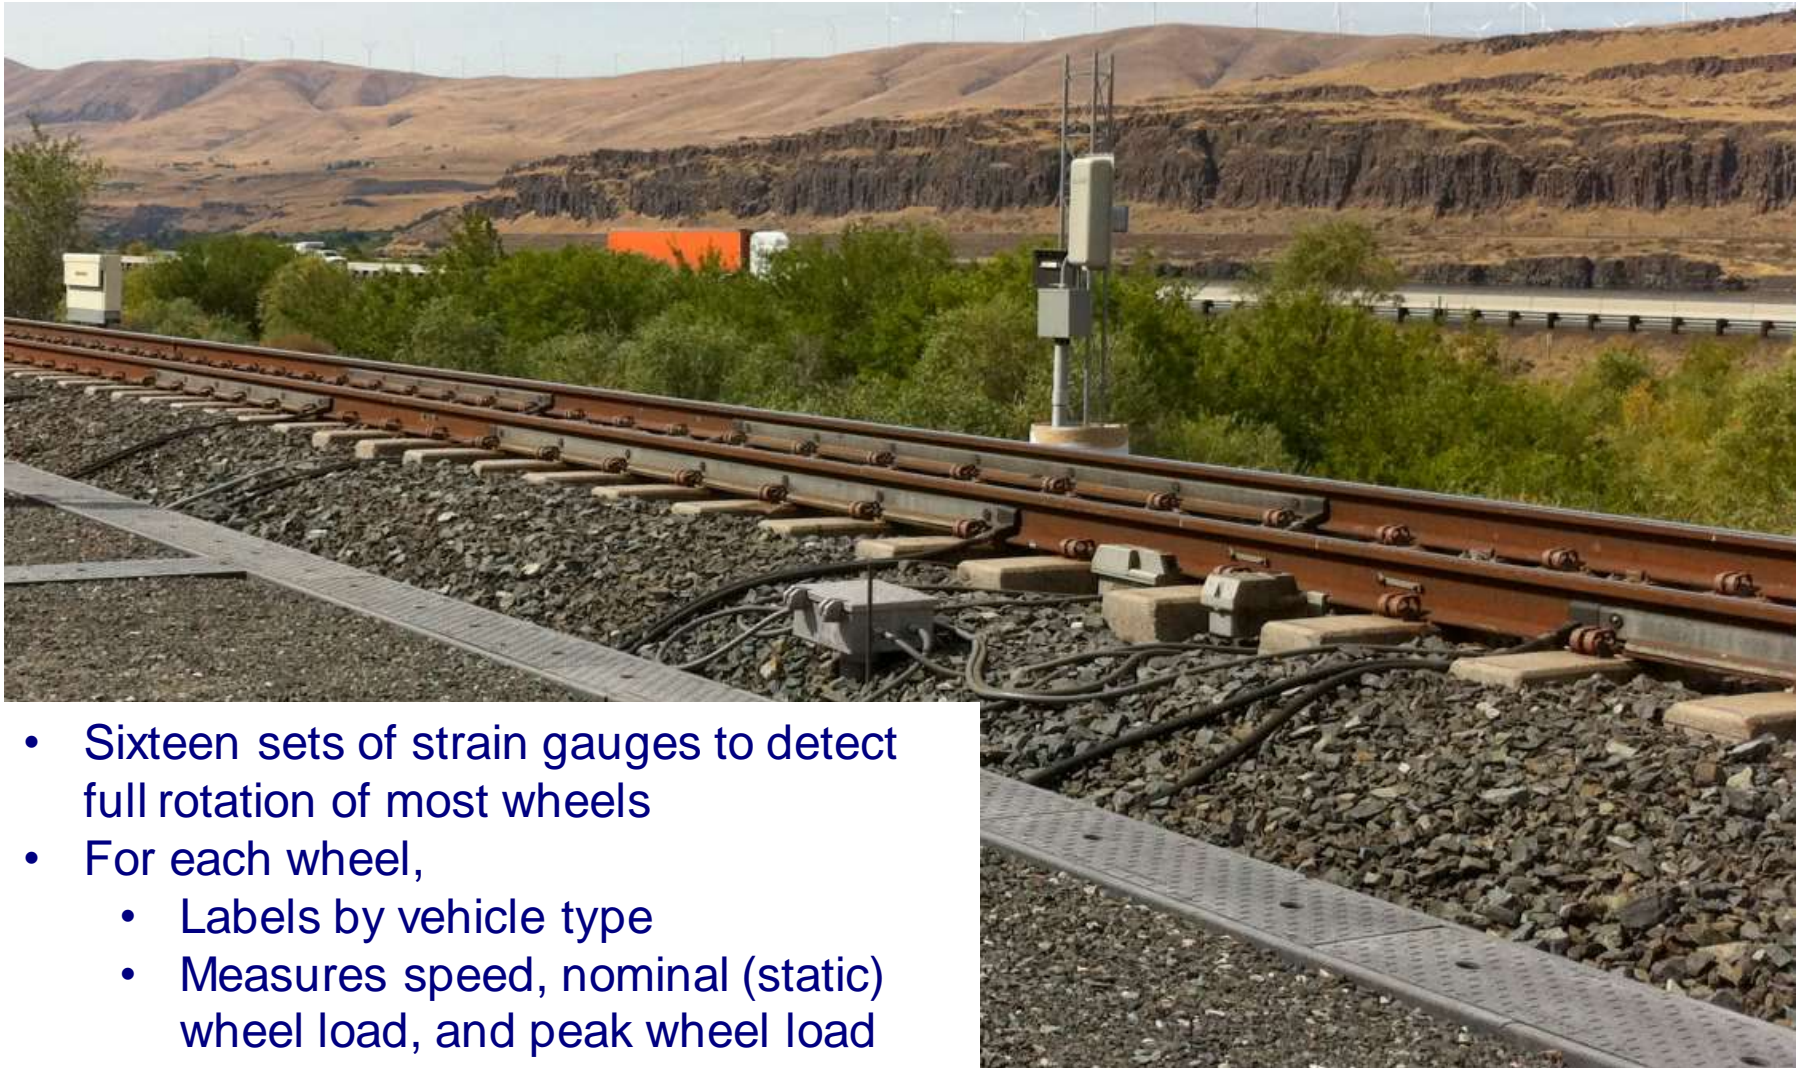 • Sixteen sets of strain gauges to detect
full rotation of most wheels
• For each wheel,
• Labels by vehicle type
• Measures speed, nominal (static)
wheel load, and peak wheel load